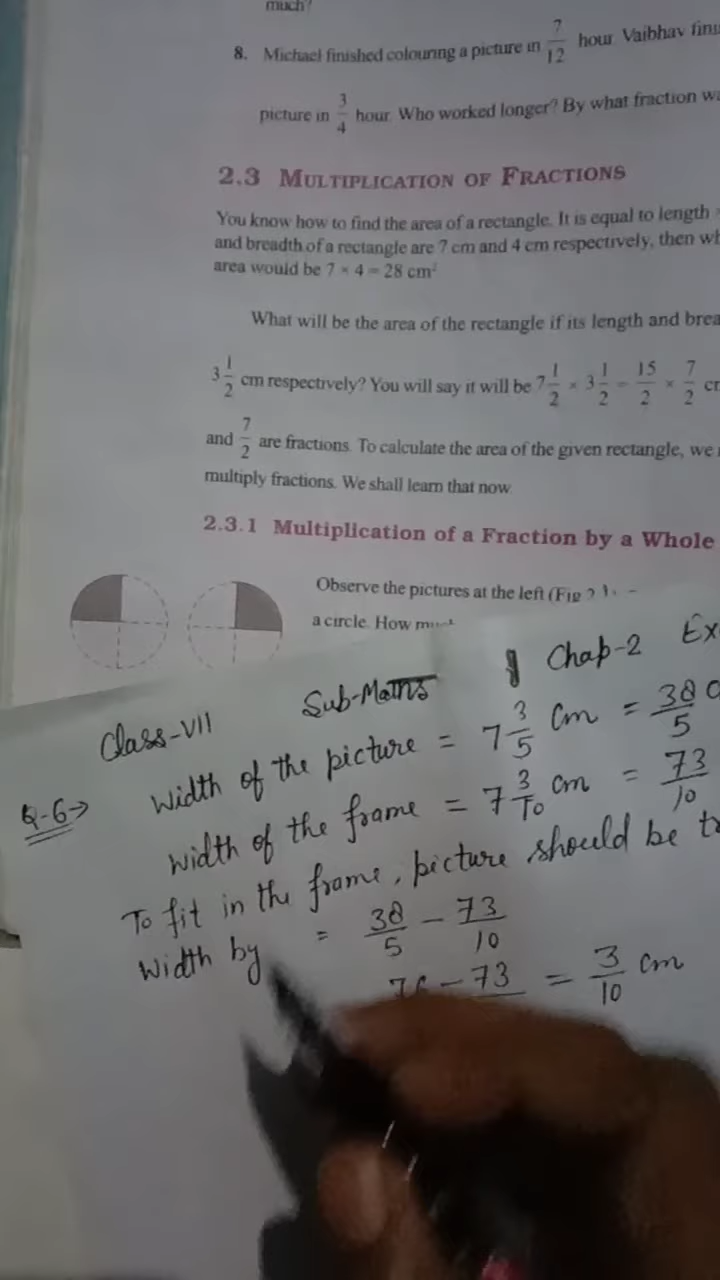 much?
8. Michael finished colouring a picture in 7/12 hour. Vaibhav
picture in 3/4 hour. Who worked longer? By what fraction
2.3 MULTIPLICATION OF FRACTIONS
You know how to find the area of a rectangle. It is equal to length ×
and breadth of a rectangle are 7 cm and 4 cm respectively, then
area would be 7 × 4 = 28 cm²
What will be the area of the rectangle if its length and
3 1/2 cm respectively? You will say it will be 7 1/2 × 3 1/2 = 15/2 × 7/2
and 7/2 are fractions. To calculate the area of the given rectangle, we
multiply fractions. We shall learn that now.
2.3.1 Multiplication of a Fraction by a Whole
Observe the pictures at the left (Fig 2.
a circle. How
Class-VII Sub-Maths Chap-2 Ex
Q-6→ Width of the picture = 7 3/5 cm = 38/5
width of the frame = 7 3/10 cm = 73/10
To fit in the frame, picture should be
width by = 38/5 - 73/10
- 73 = 3/10 cm